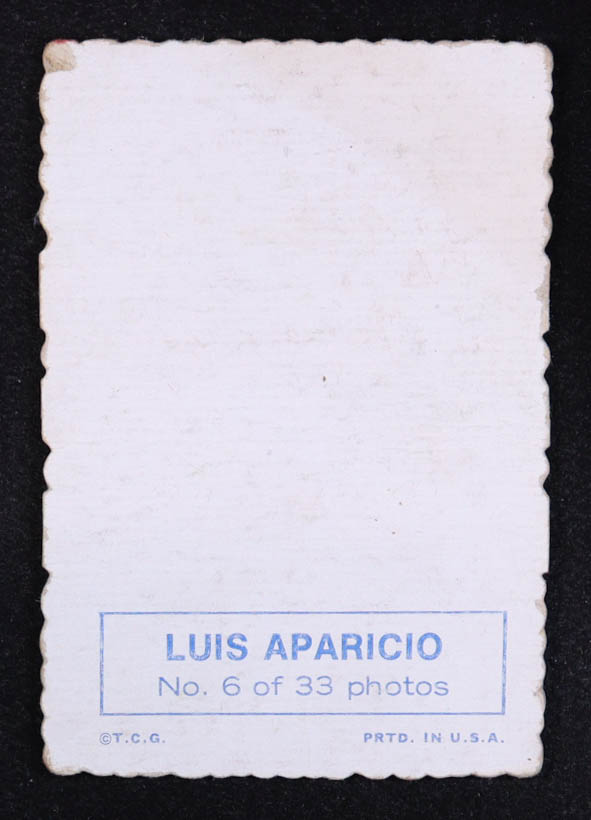 LUIS APARICIO
No. 6 of 33 photos
©T.C.G. PRTD. IN U.S.A.